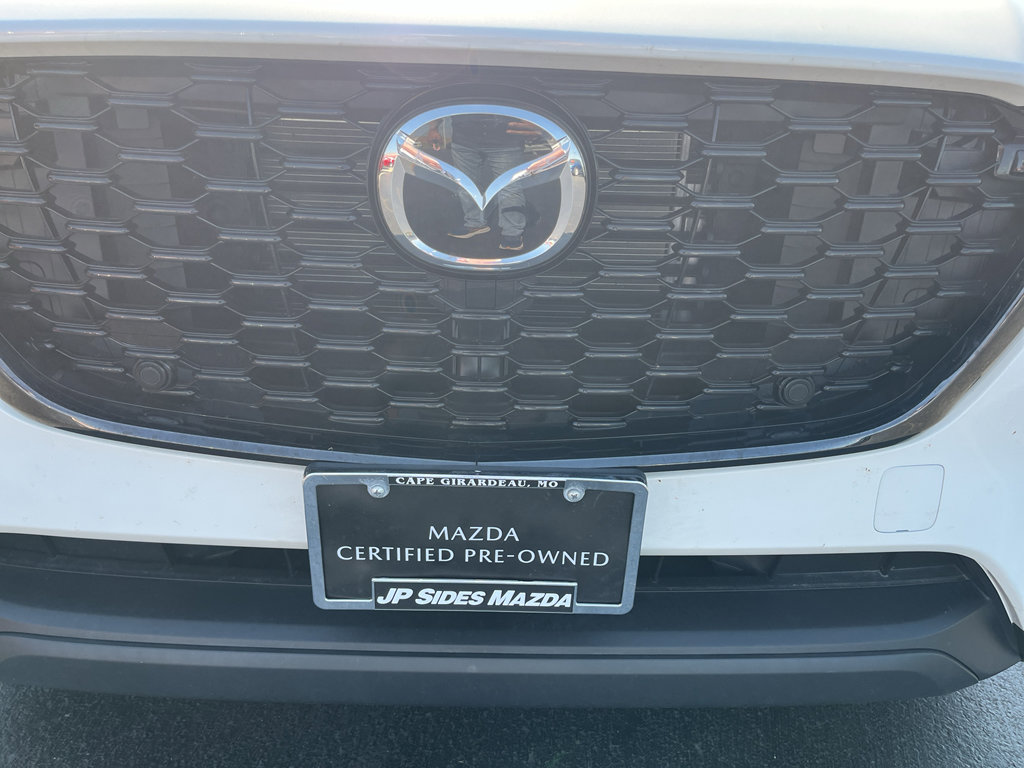 CAPE GIRARDEAU, MO
MAZDA
CERTIFIED PRE-OWNED
JP SIDES MAZDA